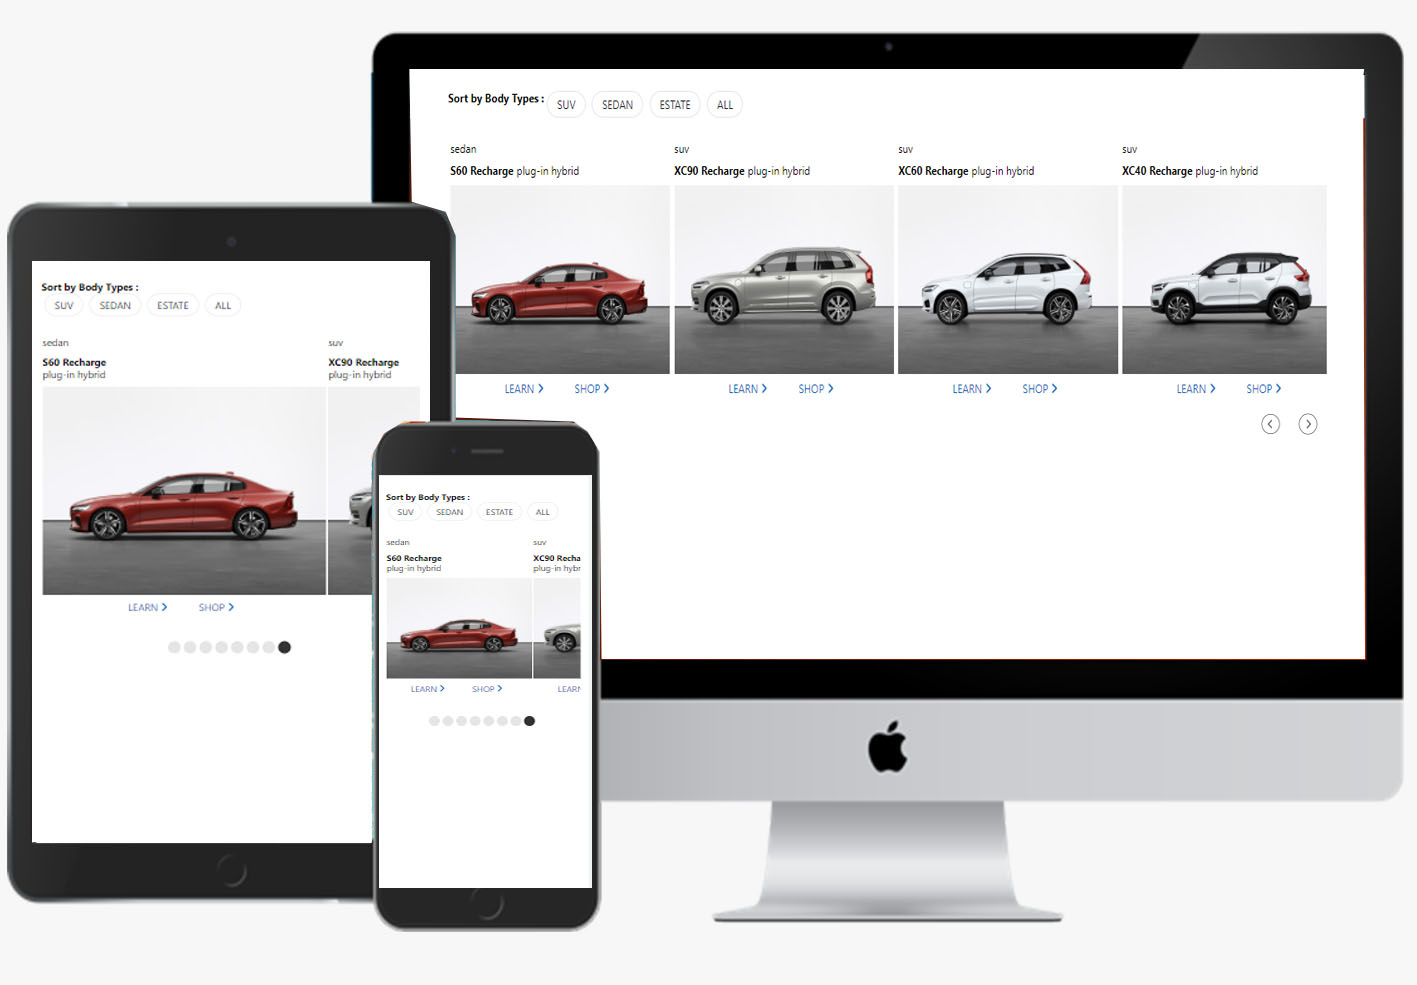 Sort by Body Types :
SUV SEDAN ESTATE ALL
sedan suv suv suv
S60 Recharge plug-in hybrid XC90 Recharge plug-in hybrid XC60 Recharge plug-in hybrid XC40 Recharge plug-in hybrid
LEARN SHOP LEARN SHOP LEARN SHOP LEARN SHOP
Sort by Body Types :
SUV SEDAN ESTATE ALL
sedan suv
S60 Recharge XC90 Recharge
plug-in hybrid plug-in hybrid
LEARN SHOP
Sort by Body Types :
SUV SEDAN ESTATE ALL
sedan suv
S60 Recharge XC90 Recha
plug-in hybrid plug-in hybr
LEARN SHOP LEARN